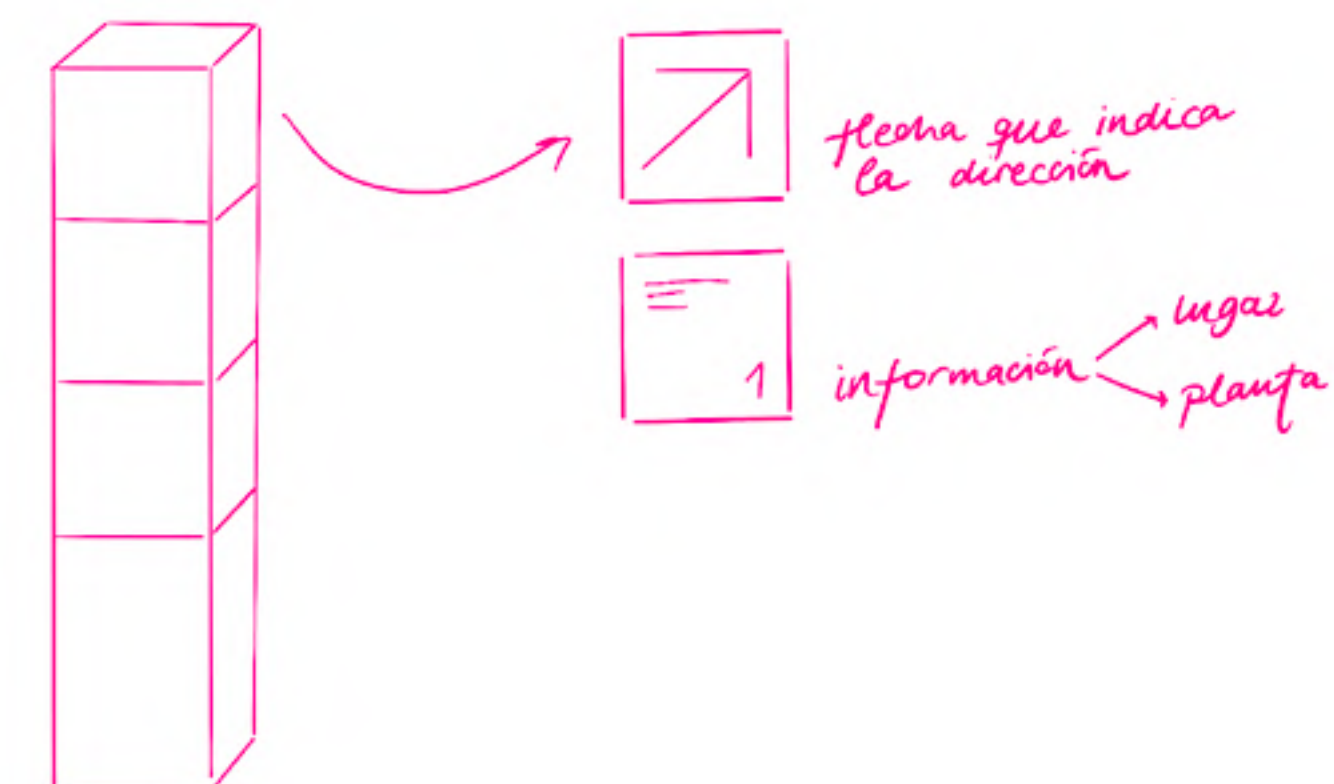 flecha que indica
la dirección
1
información
lugar
planta